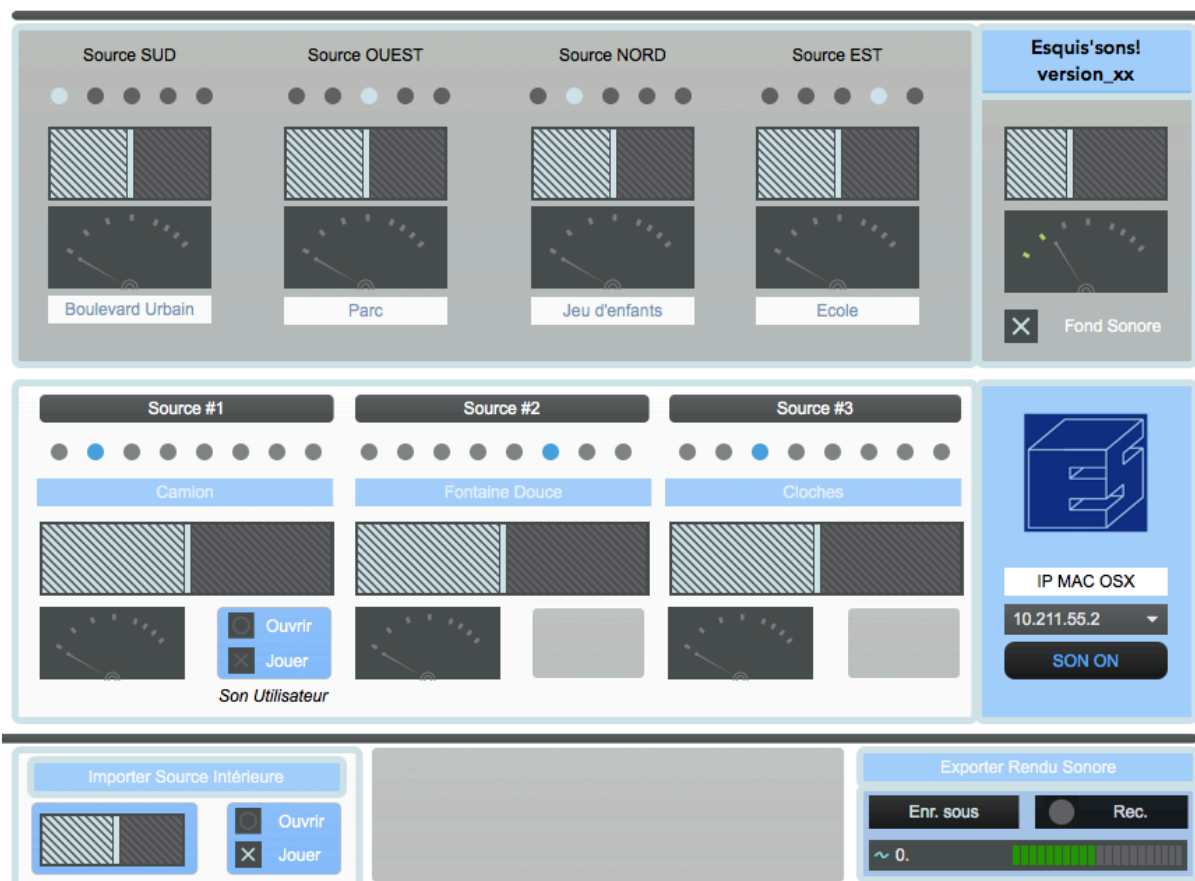 Source SUD
Source OUEST
Source NORD
Source EST
Esquis'sons!
version_xx
Boulevard Urbain
Parc
Jeu d'enfants
Ecole
Fond Sonore
Source #1
Source #2
Source #3
Camion
Fontaine Douce
Cloches
Ouvrir
Jouer
Son Utilisateur
IP MAC OSX
10.211.55.2
SON ON
Importer Source Intérieure
Ouvrir
Jouer
Exporter Rendu Sonore
Enr. sous
Rec.
0.